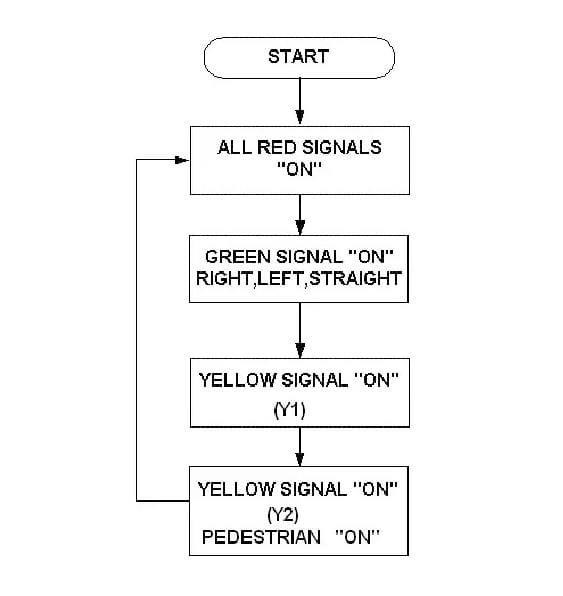 START
ALL RED SIGNALS
"ON"
GREEN SIGNAL "ON"
RIGHT,LEFT,STRAIGHT
YELLOW SIGNAL "ON"
(Y1)
YELLOW SIGNAL "ON"
(Y2)
PEDESTRIAN "ON"